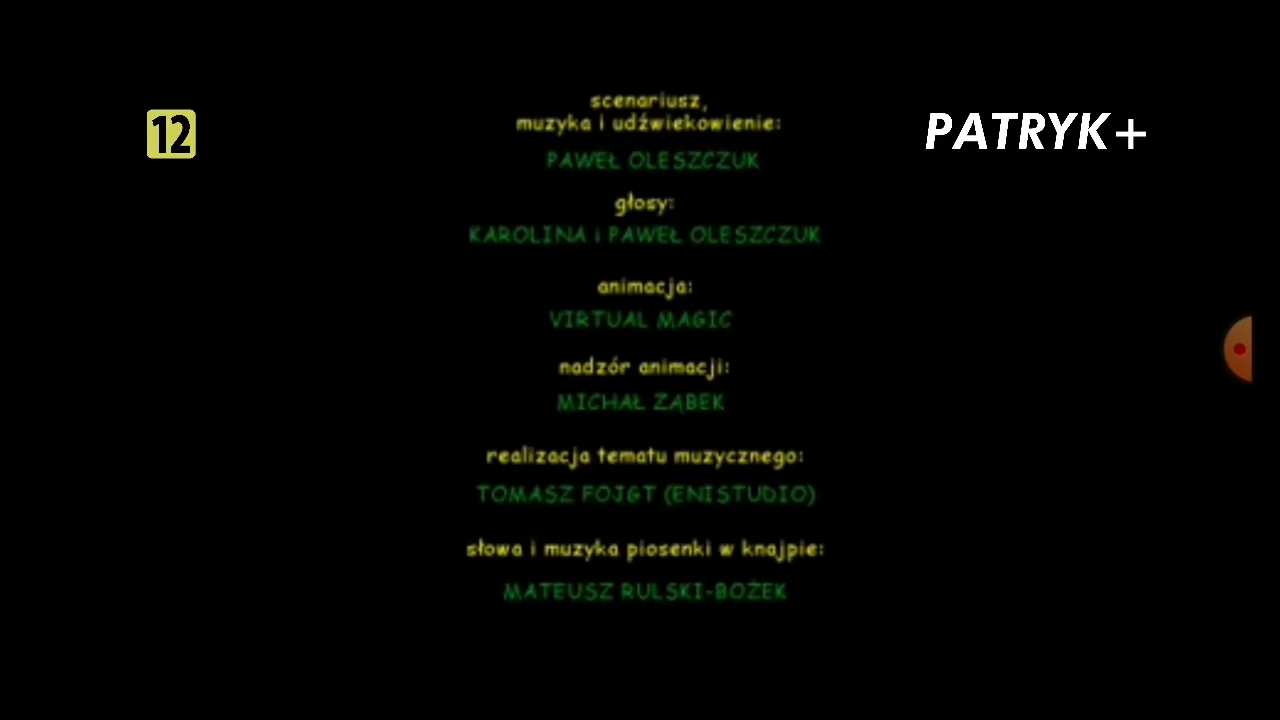 12
PATRYK+
scenariusz,
muzyka i udźwiekowienie:
PAWEŁ OLESZCZUK
głosy:
KAROLINA i PAWEŁ OLESZCZUK
animacja:
VIRTUAL MAGIC
nadzór animacji:
MICHAŁ ZĄBEK
realizacja tematu muzycznego:
TOMASZ FOJGT (ENISTUDIO)
słowa i muzyka piosenki w knajpie:
MATEUSZ RULSKI-BOŻEK